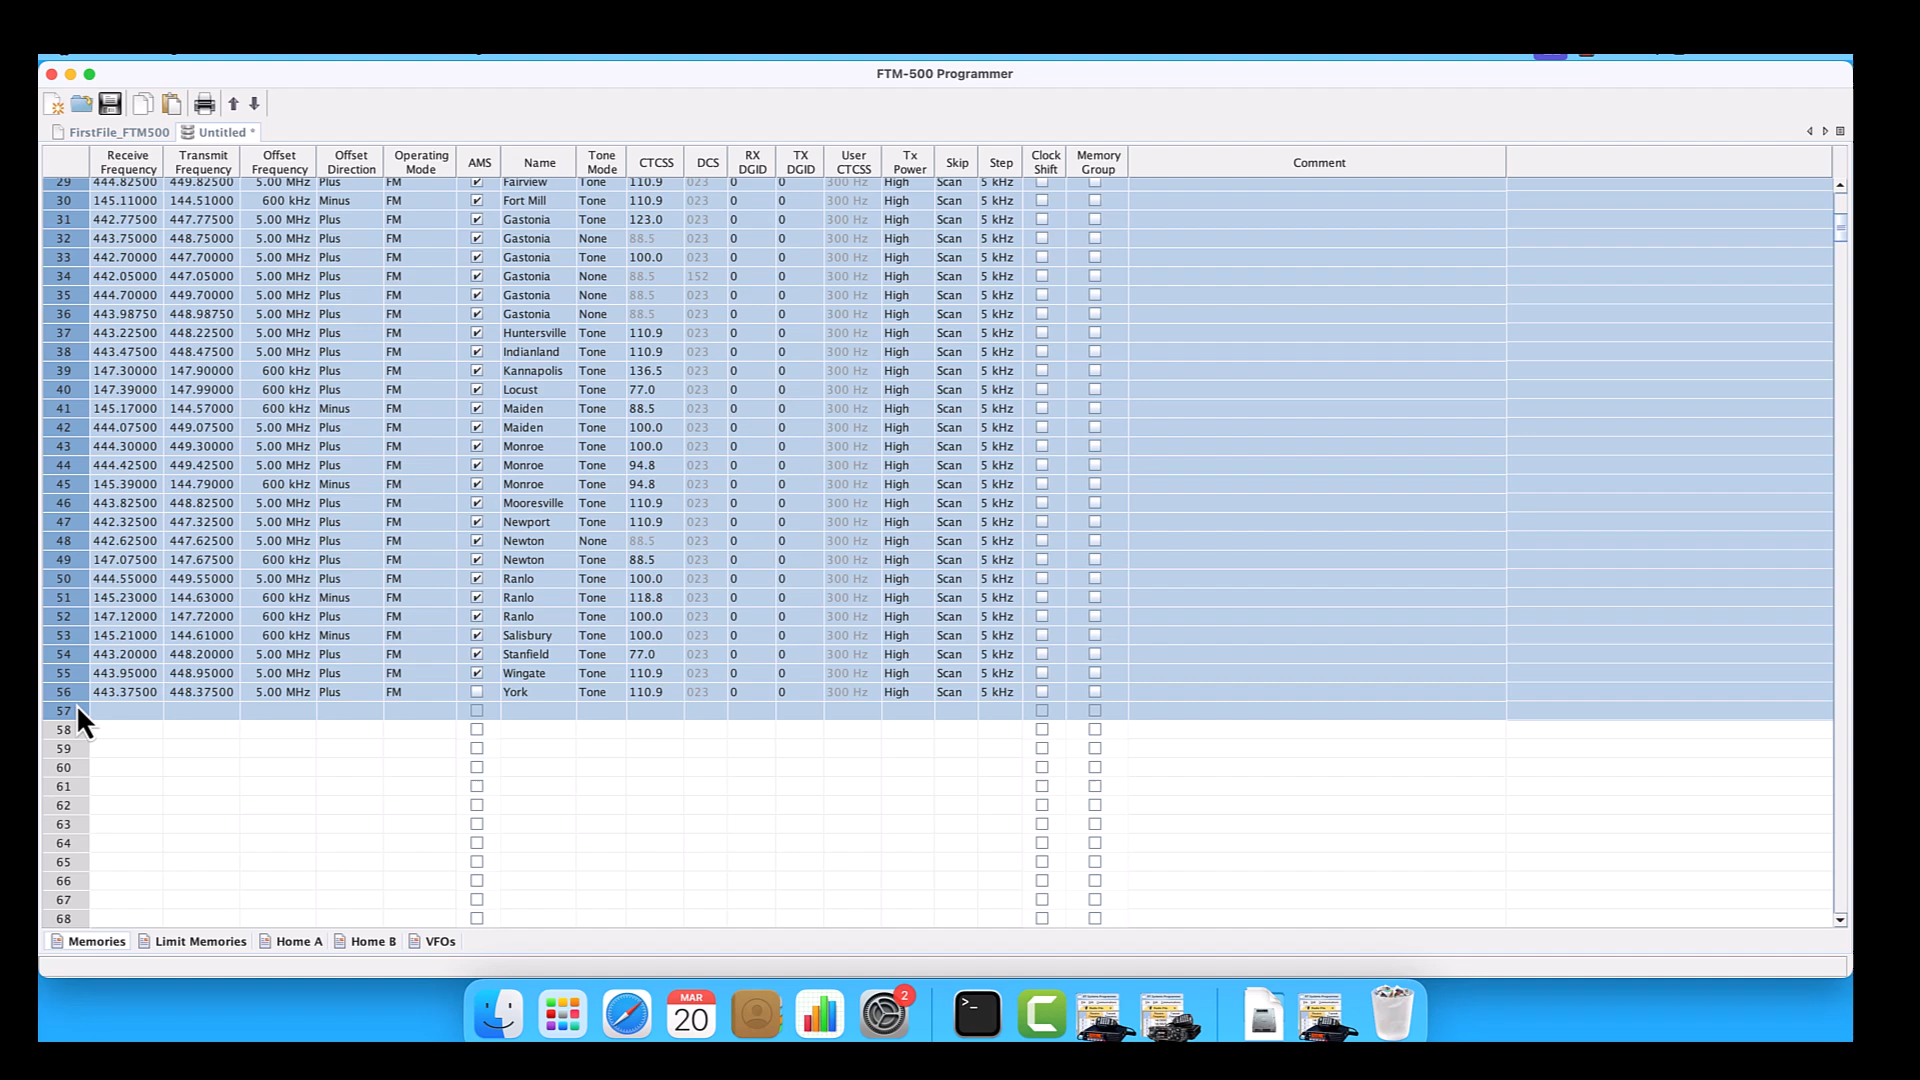 FTM-500 Programmer
FirstFile_FTM500 Untitled *
Receive Frequency Transmit Frequency Offset Frequency Offset Direction Operating Mode AMS Name Tone Mode CTCSS DCS RX DGID TX DGID User CTCSS Tx Power Skip Step Clock Shift Memory Group Comment
29 444.82500 449.82500 5.00 MHz Plus FM Fairview Tone 110.9 023 0 0 300 Hz High Scan 5 kHz
30 145.11000 144.51000 600 kHz Minus FM Fort Mill Tone 110.9 023 0 0 300 Hz High Scan 5 kHz
31 442.77500 447.77500 5.00 MHz Plus FM Gastonia Tone 123.0 023 0 0 300 Hz High Scan 5 kHz
32 443.75000 448.75000 5.00 MHz Plus FM Gastonia None 88.5 023 0 0 300 Hz High Scan 5 kHz
33 442.70000 447.70000 5.00 MHz Plus FM Gastonia Tone 100.0 023 0 0 300 Hz High Scan 5 kHz
34 442.05000 447.05000 5.00 MHz Plus FM Gastonia None 88.5 152 0 0 300 Hz High Scan 5 kHz
35 444.70000 449.70000 5.00 MHz Plus FM Gastonia None 88.5 023 0 0 300 Hz High Scan 5 kHz
36 443.98750 448.98750 5.00 MHz Plus FM Gastonia None 88.5 023 0 0 300 Hz High Scan 5 kHz
37 443.22500 448.22500 5.00 MHz Plus FM Huntersville Tone 110.9 023 0 0 300 Hz High Scan 5 kHz
38 443.47500 448.47500 5.00 MHz Plus FM Indianland Tone 110.9 023 0 0 300 Hz High Scan 5 kHz
39 147.30000 147.90000 600 kHz Plus FM Kannapolis Tone 136.5 023 0 0 300 Hz High Scan 5 kHz
40 147.39000 147.99000 600 kHz Plus FM Locust Tone 77.0 023 0 0 300 Hz High Scan 5 kHz
41 145.17000 144.57000 600 kHz Minus FM Maiden Tone 88.5 023 0 0 300 Hz High Scan 5 kHz
42 444.07500 449.07500 5.00 MHz Plus FM Maiden Tone 100.0 023 0 0 300 Hz High Scan 5 kHz
43 444.30000 449.30000 5.00 MHz Plus FM Monroe Tone 100.0 023 0 0 300 Hz High Scan 5 kHz
44 444.42500 449.42500 5.00 MHz Plus FM Monroe Tone 94.8 023 0 0 300 Hz High Scan 5 kHz
45 145.39000 144.79000 600 kHz Minus FM Monroe Tone 94.8 023 0 0 300 Hz High Scan 5 kHz
46 443.82500 448.82500 5.00 MHz Plus FM Mooresville Tone 110.9 023 0 0 300 Hz High Scan 5 kHz
47 442.32500 447.32500 5.00 MHz Plus FM Newport Tone 110.9 023 0 0 300 Hz High Scan 5 kHz
48 442.62500 447.62500 5.00 MHz Plus FM Newton None 88.5 023 0 0 300 Hz High Scan 5 kHz
49 147.07500 147.67500 600 kHz Plus FM Newton Tone 88.5 023 0 0 300 Hz High Scan 5 kHz
50 444.55000 449.55000 5.00 MHz Plus FM Ranlo Tone 100.0 023 0 0 300 Hz High Scan 5 kHz
51 145.23000 144.63000 600 kHz Minus FM Ranlo Tone 118.8 023 0 0 300 Hz High Scan 5 kHz
52 147.12000 147.72000 600 kHz Plus FM Ranlo Tone 100.0 023 0 0 300 Hz High Scan 5 kHz
53 145.21000 144.61000 600 kHz Minus FM Salisbury Tone 100.0 023 0 0 300 Hz High Scan 5 kHz
54 443.20000 448.20000 5.00 MHz Plus FM Stanfield Tone 77.0 023 0 0 300 Hz High Scan 5 kHz
55 443.95000 448.95000 5.00 MHz Plus FM Wingate Tone 110.9 023 0 0 300 Hz High Scan 5 kHz
56 443.37500 448.37500 5.00 MHz Plus FM York Tone 110.9 023 0 0 300 Hz High Scan 5 kHz
57
58
59
60
61
62
63
64
65
66
67
68
Memories Limit Memories Home A Home B VFOs
MAR
20
2